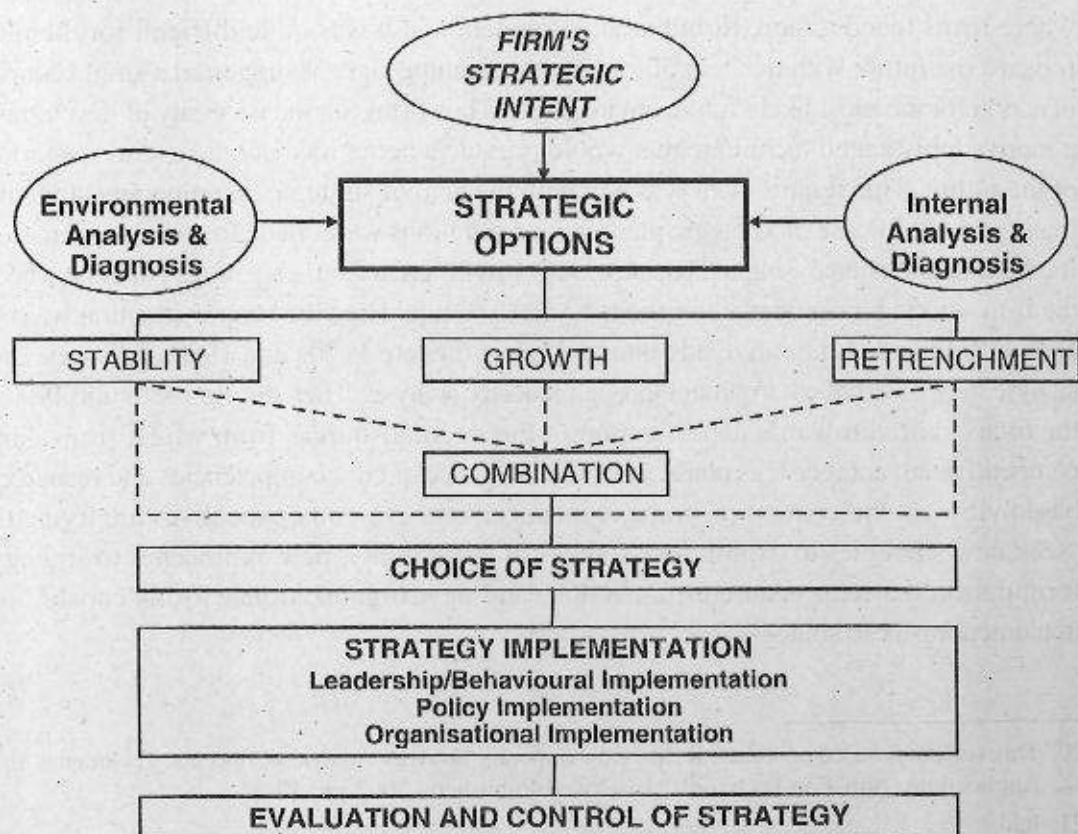 FIRM'S
STRATEGIC
INTENT
Environmental
Analysis &
Diagnosis
STRATEGIC
OPTIONS
Internal
Analysis &
Diagnosis
STABILITY
GROWTH
RETRENCHMENT
COMBINATION
CHOICE OF STRATEGY
STRATEGY IMPLEMENTATION
Leadership/Behavioural Implementation
Policy Implementation
Organisational Implementation
EVALUATION AND CONTROL OF STRATEGY